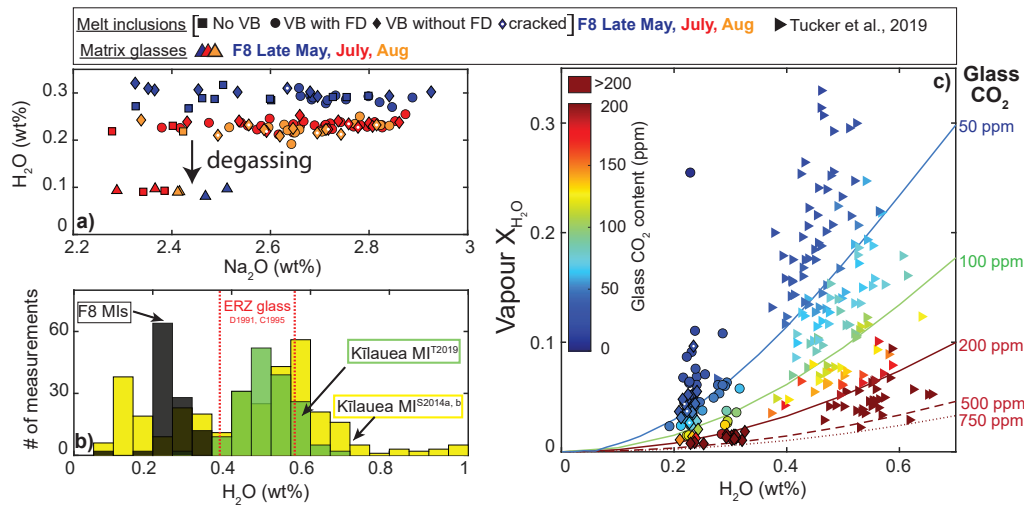 Melt inclusions [ No VB VB with FD VB without FD cracked ] F8 Late May, July, Aug Tucker et al., 2019
Matrix glasses F8 Late May, July, Aug
H2O (wt%)
0.3
0.2
0.1
0
degassing
a)
2.2 2.4 2.6 2.8 3
Na2O (wt%)
# of measurements
60
30
0
F8 MIs
ERZ glass
D1991, C1995
Kīlauea MI^T2019
Kīlauea MI^S2014a, b
b)
0 0.2 0.4 0.6 0.8 1
H2O (wt%)
c)
Vapour X_H2O
0.3
0.2
0.1
0
>200
200
150
100
50
0
Glass CO2 content (ppm)
Glass
CO2
50 ppm
100 ppm
200 ppm
500 ppm
750 ppm
0 0.2 0.4 0.6
H2O (wt%)